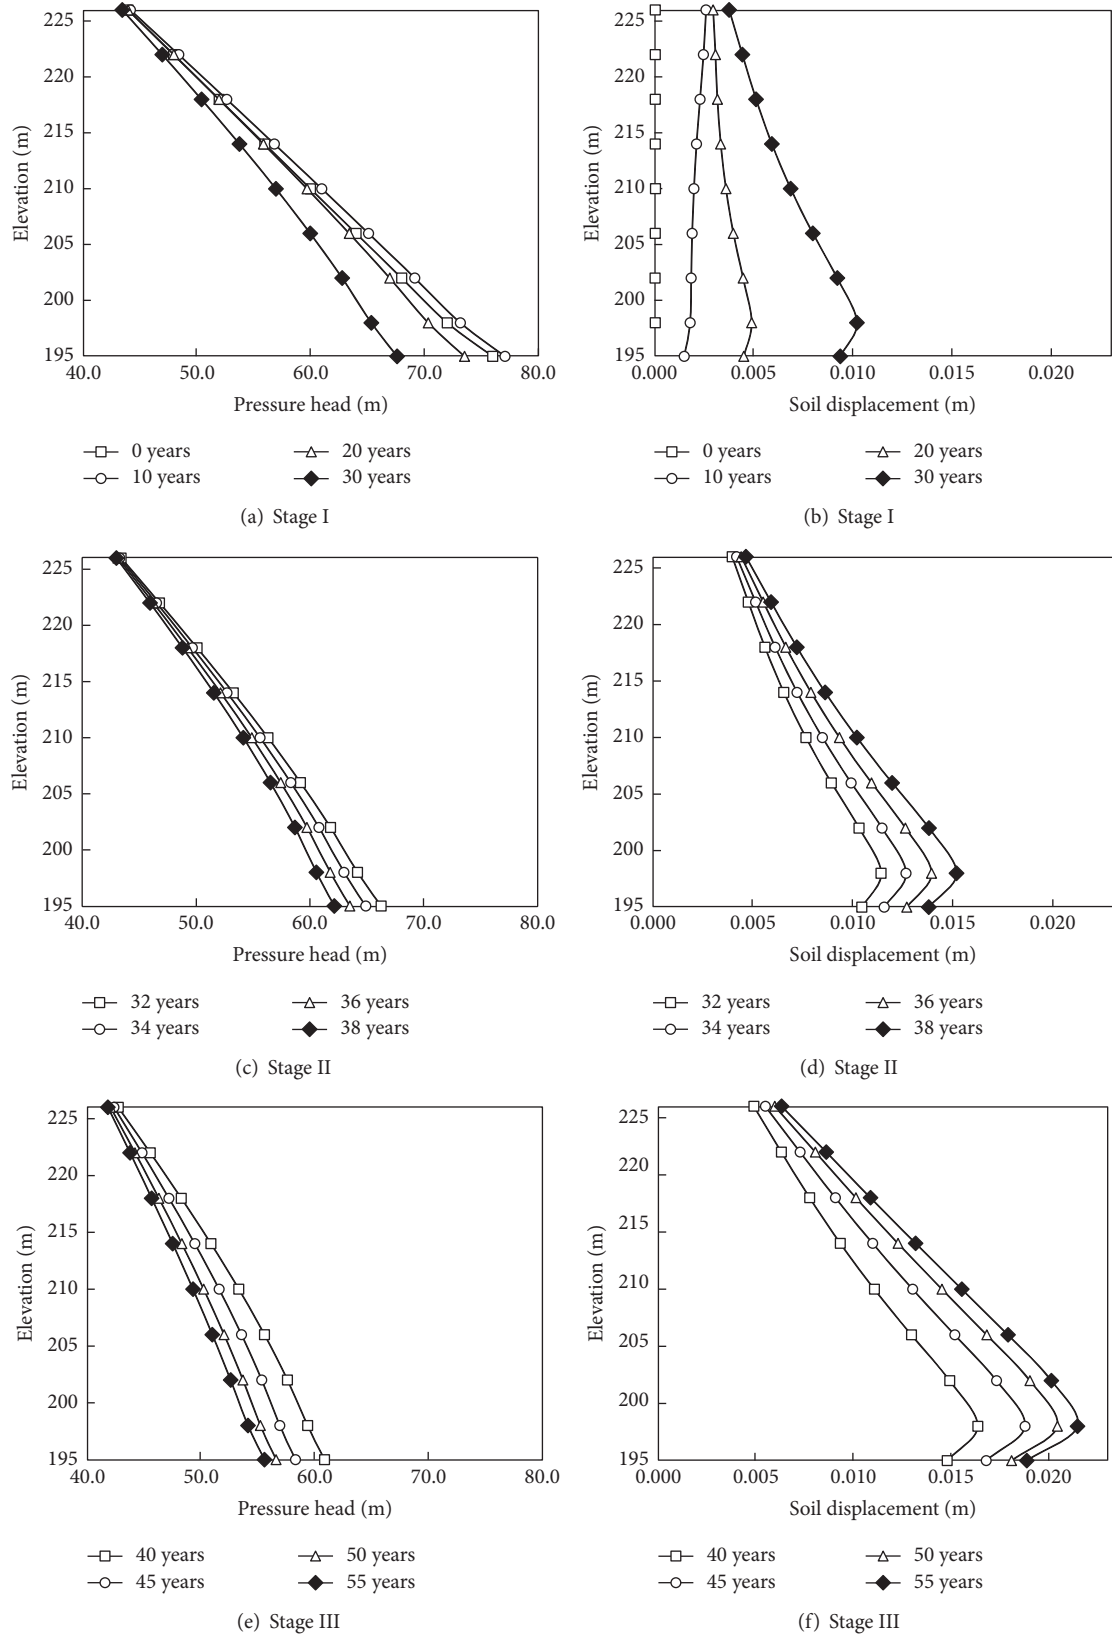 225
220
215
210
205
200
195
Elevation (m)
40.0 50.0 60.0 70.0 80.0
Pressure head (m)
0 years 20 years
10 years 30 years
(a) Stage I
225
220
215
210
205
200
195
Elevation (m)
0.000 0.005 0.010 0.015 0.020
Soil displacement (m)
0 years 20 years
10 years 30 years
(b) Stage I
225
220
215
210
205
200
195
Elevation (m)
40.0 50.0 60.0 70.0 80.0
Pressure head (m)
32 years 36 years
34 years 38 years
(c) Stage II
225
220
215
210
205
200
195
Elevation (m)
0.000 0.005 0.010 0.015 0.020
Soil displacement (m)
32 years 36 years
34 years 38 years
(d) Stage II
225
220
215
210
205
200
195
Elevation (m)
40.0 50.0 60.0 70.0 80.0
Pressure head (m)
40 years 50 years
45 years 55 years
(e) Stage III
225
220
215
210
205
200
195
Elevation (m)
0.000 0.005 0.010 0.015 0.020
Soil displacement (m)
40 years 50 years
45 years 55 years
(f) Stage III